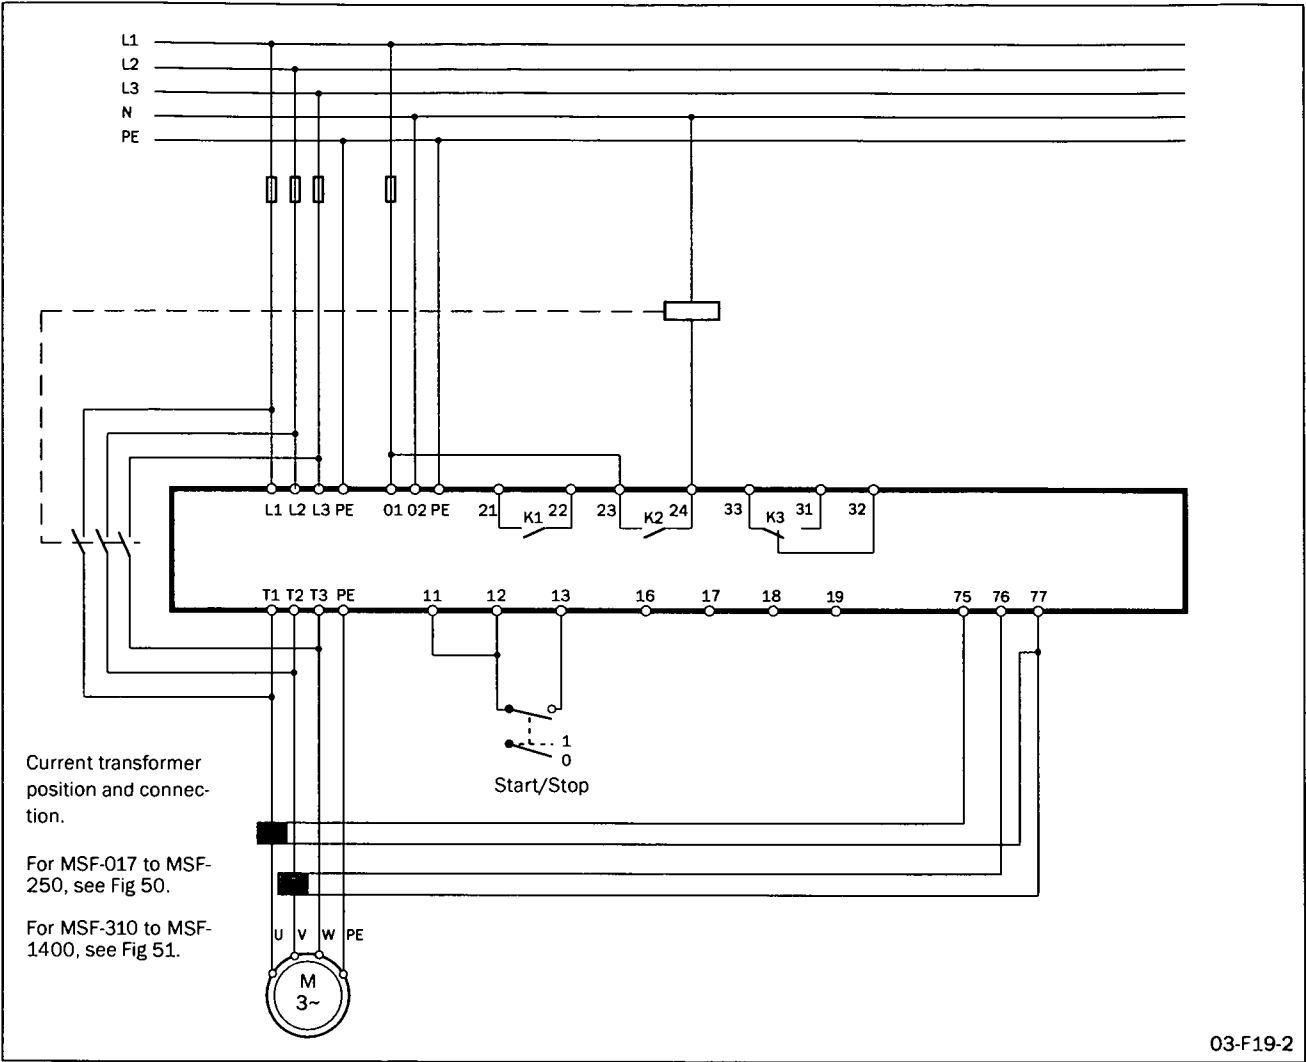 L1
L2
L3
N
PE
L1 L2 L3 PE 01 02 PE 21 K1 22 23 K2 24 33 K3 31 32
T1 T2 T3 PE 11 12 13 16 17 18 19 75 76 77
1
0
Start/Stop
Current transformer
position and connec-
tion.
For MSF-017 to MSF-
250, see Fig 50.
For MSF-310 to MSF-
1400, see Fig 51.
U V W PE
M
3~
03-F19-2